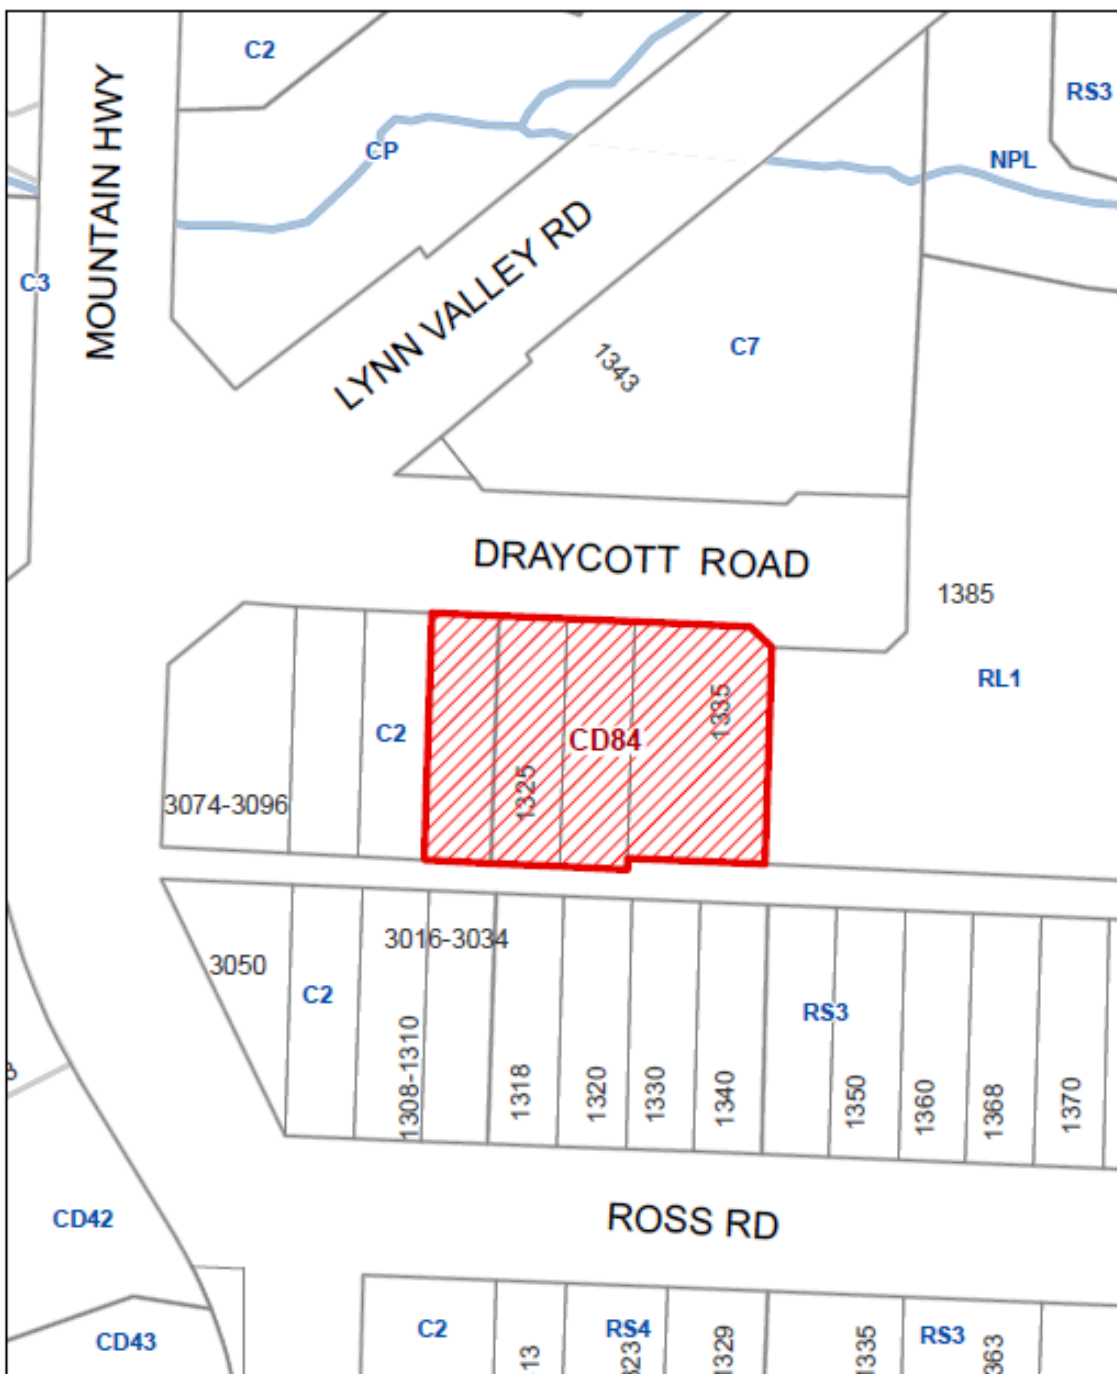 C2
MOUNTAIN HWY
RS3
CP
NPL
LYNN VALLEY RD
C3
C7
1343
DRAYCOTT ROAD
1385
RL1
1335
C2
CD84
1325
3074-3096
3016-3034
3050
C2
RS3
1308-1310
1318
1320
1330
1340
1350
1360
1368
1370
CD42
ROSS RD
CD43
C2
RS4
RS3
1329
1335